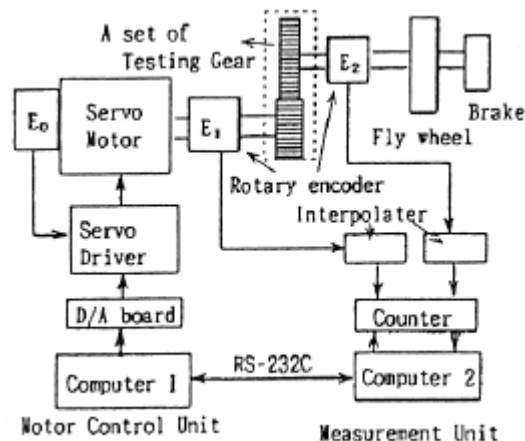 A set of
Testing Gear
E₀
Servo
Motor
E₁
E₂
Brake
Fly wheel
Rotary encoder
Interpolater
Servo
Driver
D/A board
Counter
Computer 1
RS-232C
Computer 2
Motor Control Unit
Measurement Unit